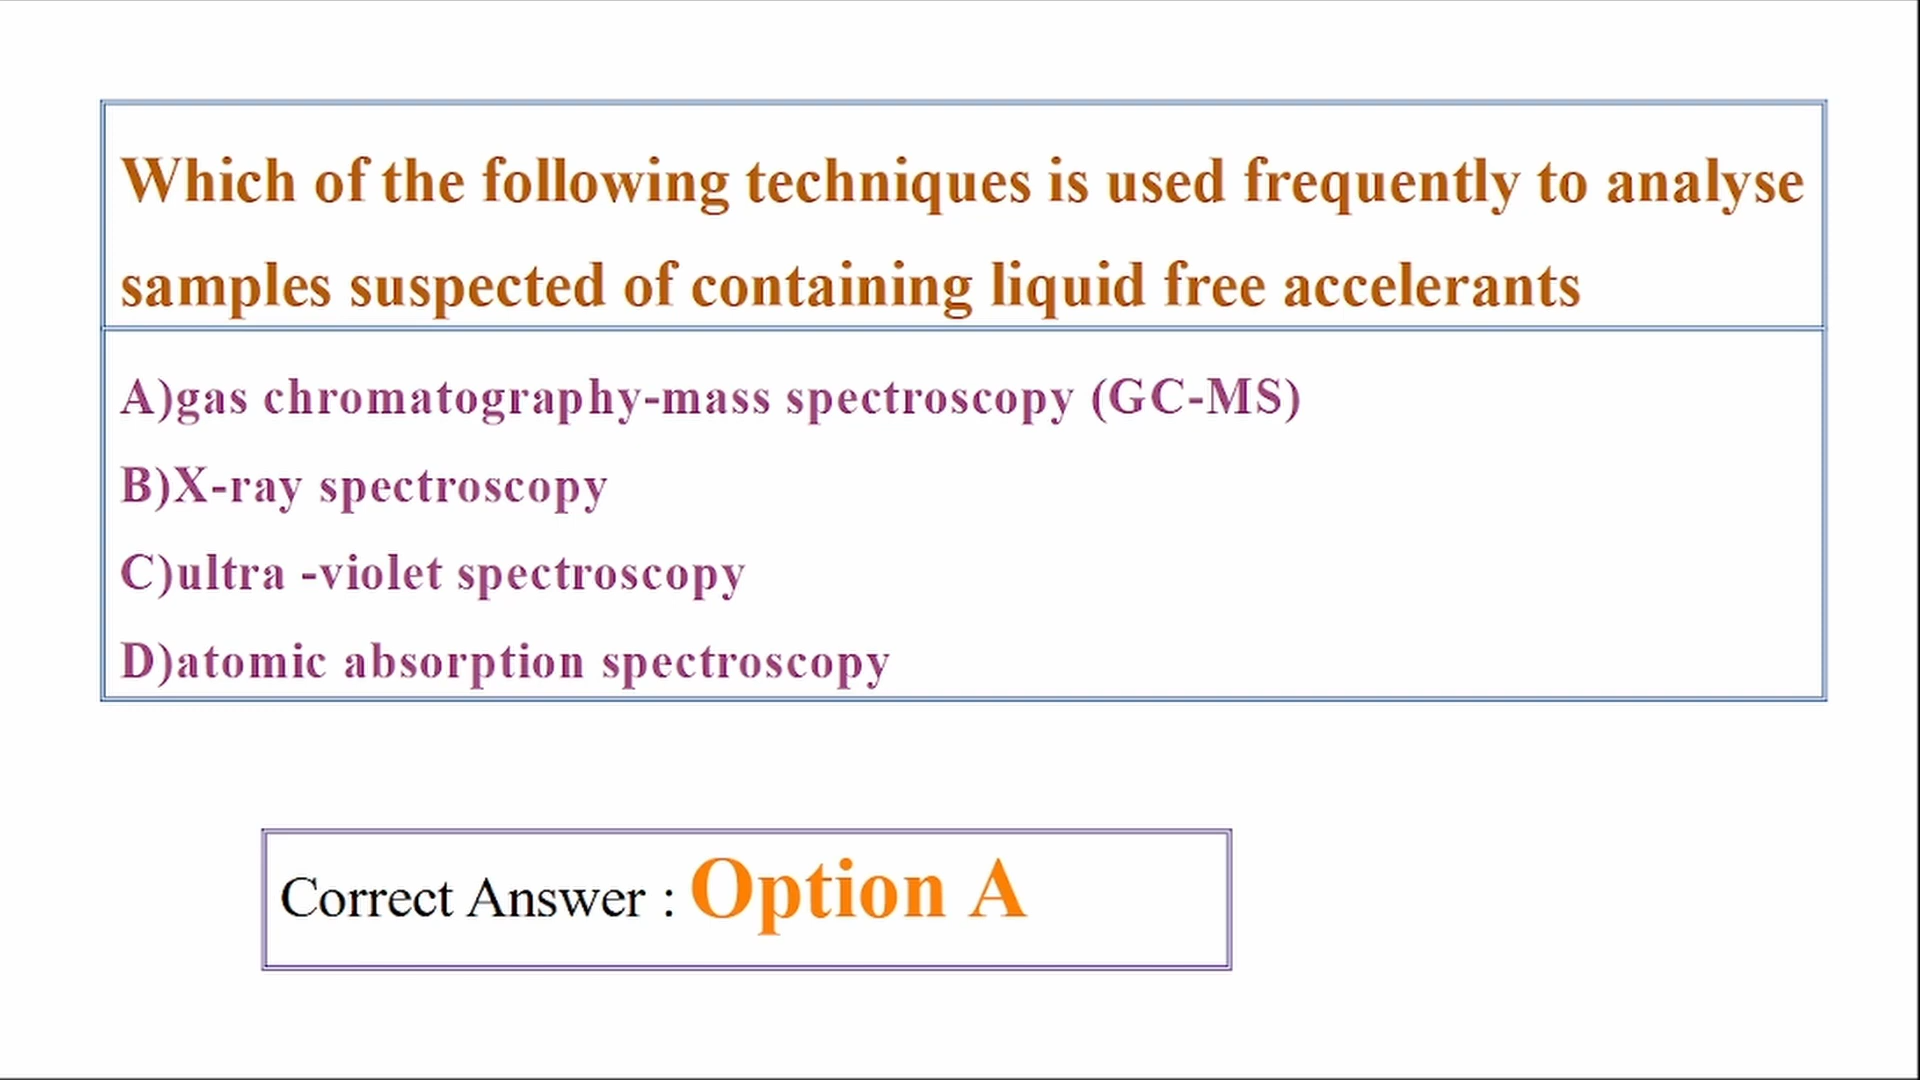 Which of the following techniques is used frequently to analyse
samples suspected of containing liquid free accelerants
A)gas chromatography-mass spectroscopy (GC-MS)
B)X-ray spectroscopy
C)ultra -violet spectroscopy
D)atomic absorption spectroscopy
Correct Answer : Option A